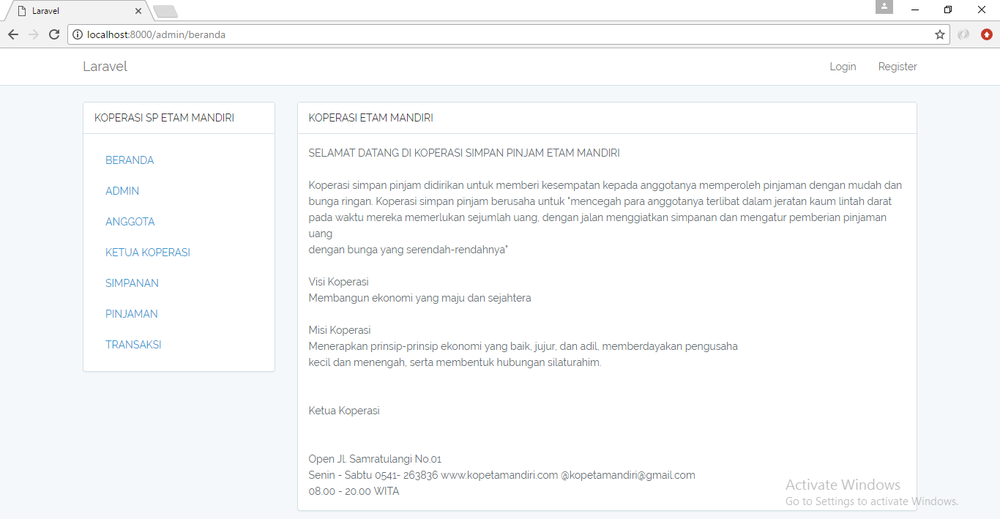 Laravel
localhost:8000/admin/beranda
Laravel
Login Register
KOPERASI SP ETAM MANDIRI
BERANDA
ADMIN
ANGGOTA
KETUA KOPERASI
SIMPANAN
PINJAMAN
TRANSAKSI
KOPERASI ETAM MANDIRI
SELAMAT DATANG DI KOPERASI SIMPAN PINJAM ETAM MANDIRI
Koperasi simpan pinjam didirikan untuk memberi kesempatan kepada anggotanya memperoleh pinjaman dengan mudah dan
bunga ringan. Koperasi simpan pinjam berusaha untuk "mencegah para anggotanya terlibat dalam jeratan kaum lintah darat
pada waktu mereka memerlukan sejumlah uang, dengan jalan menggiatkan simpanan dan mengatur pemberian pinjaman
uang
dengan bunga yang serendah-rendahnya"
Visi Koperasi
Membangun ekonomi yang maju dan sejahtera
Misi Koperasi
Menerapkan prinsip-prinsip ekonomi yang baik, jujur, dan adil, memberdayakan pengusaha
kecil dan menengah, serta membentuk hubungan silaturahim.
Ketua Koperasi
Open Jl. Samratulangi No.01
Senin - Sabtu 0541- 263836 www.kopetamandiri.com @kopetamandiri@gmail.com
08.00 - 20.00 WITA
Activate Windows
Go to Settings to activate Windows.